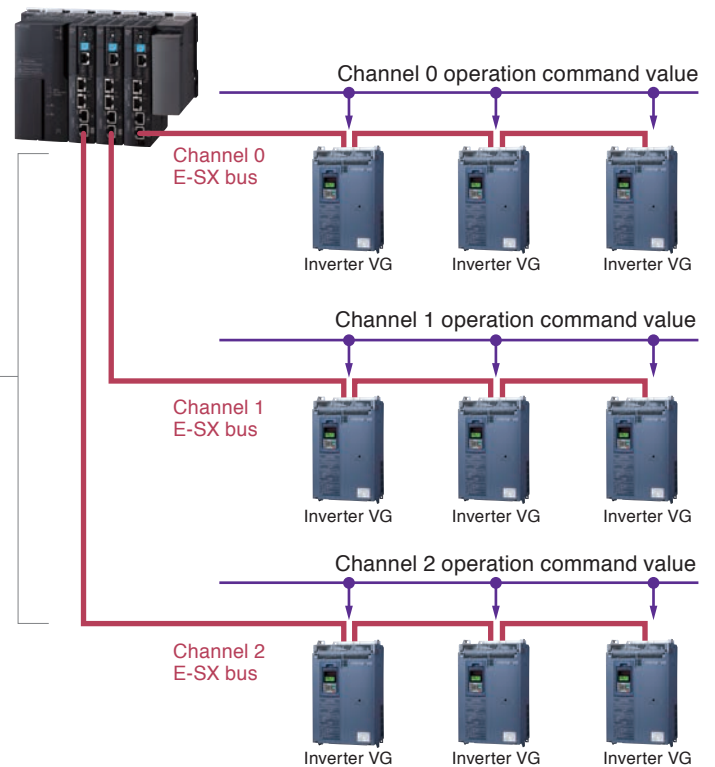 Channel 0 operation command value
Channel 0
E-SX bus
Inverter VG Inverter VG Inverter VG
Channel 1 operation command value
Channel 1
E-SX bus
Inverter VG Inverter VG Inverter VG
Channel 2 operation command value
Channel 2
E-SX bus
Inverter VG Inverter VG Inverter VG